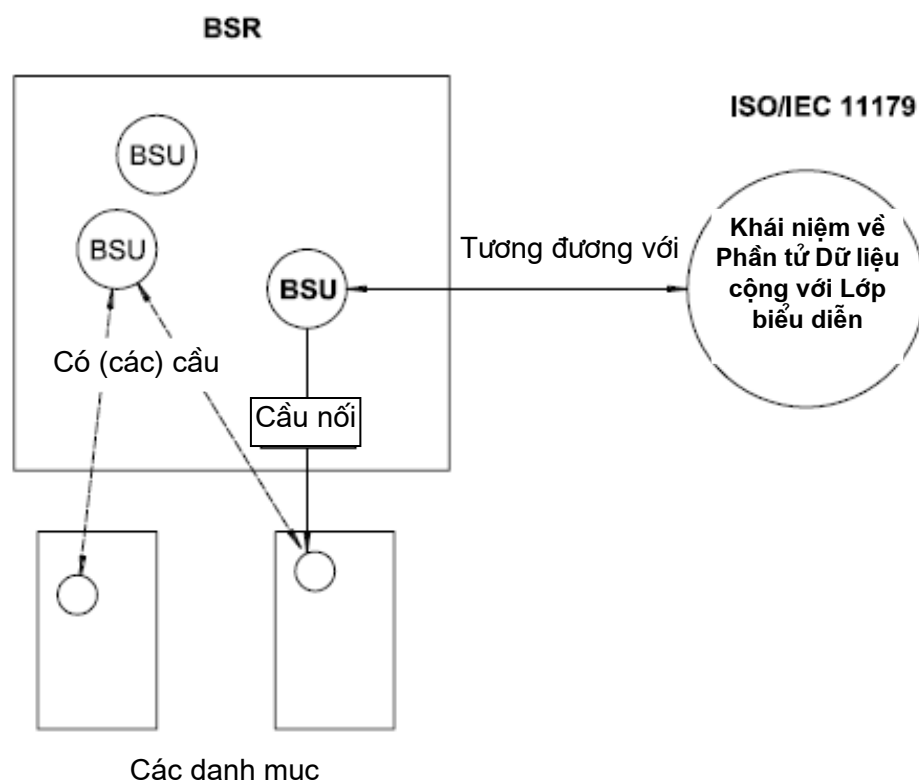 BSR
ISO/IEC 11179
BSU
BSU
BSU
Tương đương với
Khái niệm về
Phần tử Dữ liệu
cộng với Lớp
biểu diễn
Có (các) cầu
Cầu nối
Các danh mục